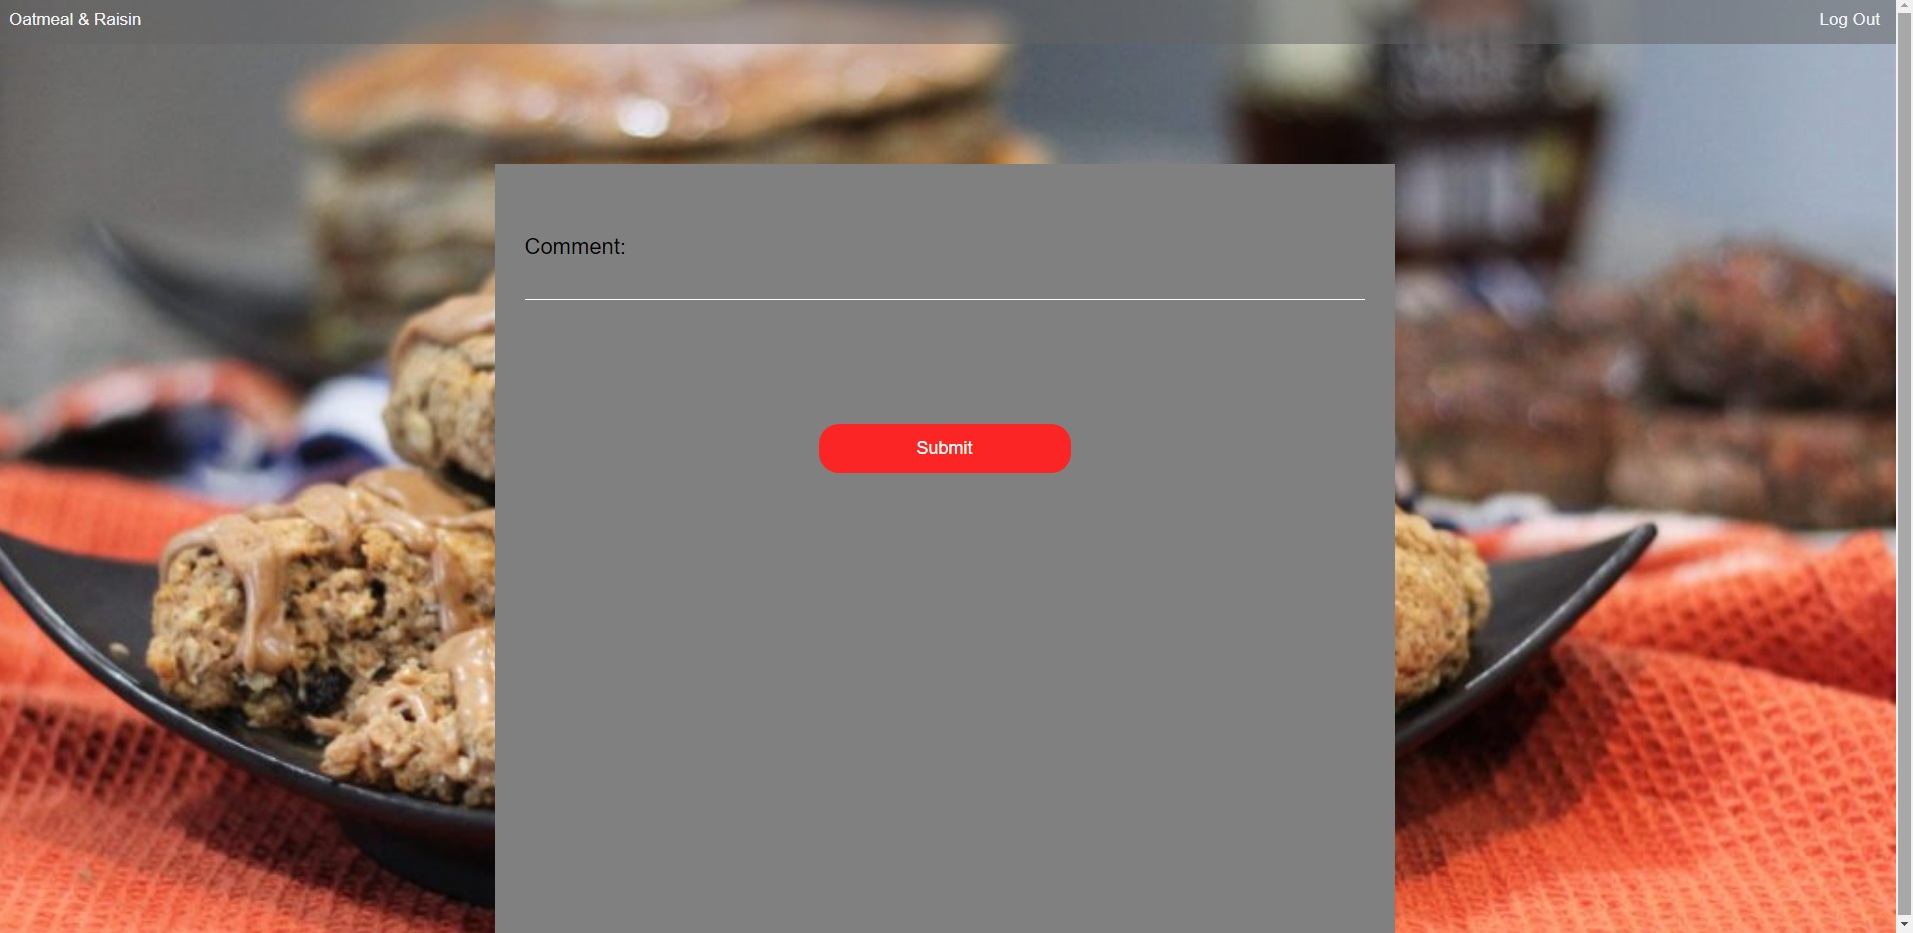 Oatmeal & Raisin
Log Out
Comment:
Submit